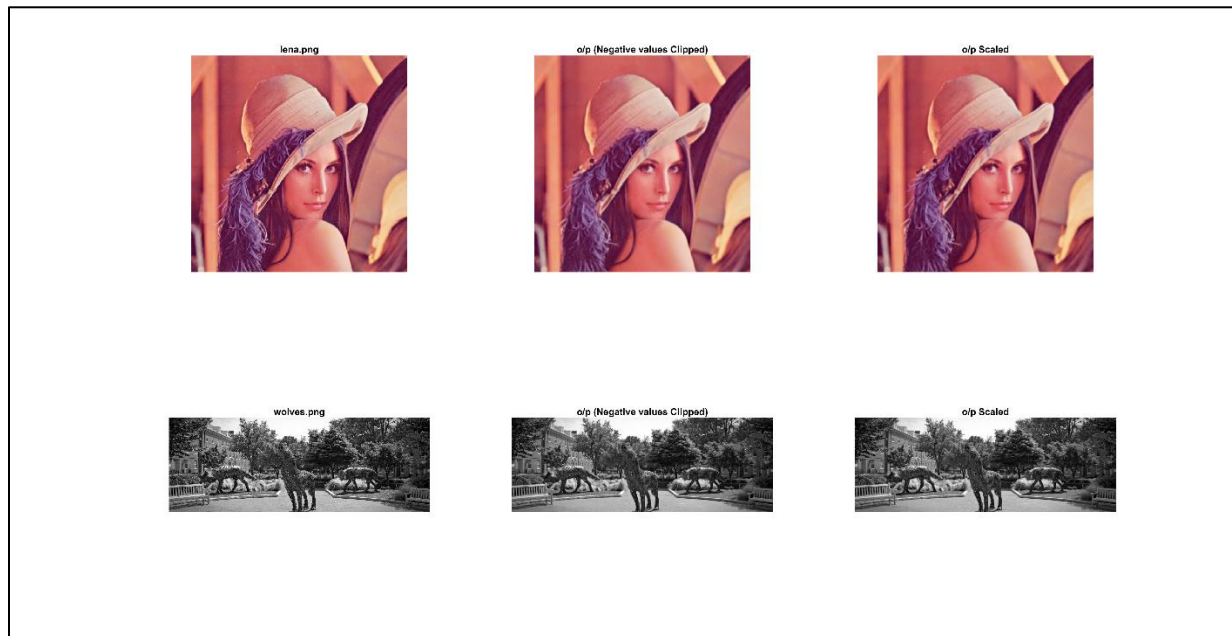 lena.png
o/p (Negative values Clipped)
o/p Scaled
wolves.png
o/p (Negative values Clipped)
o/p Scaled